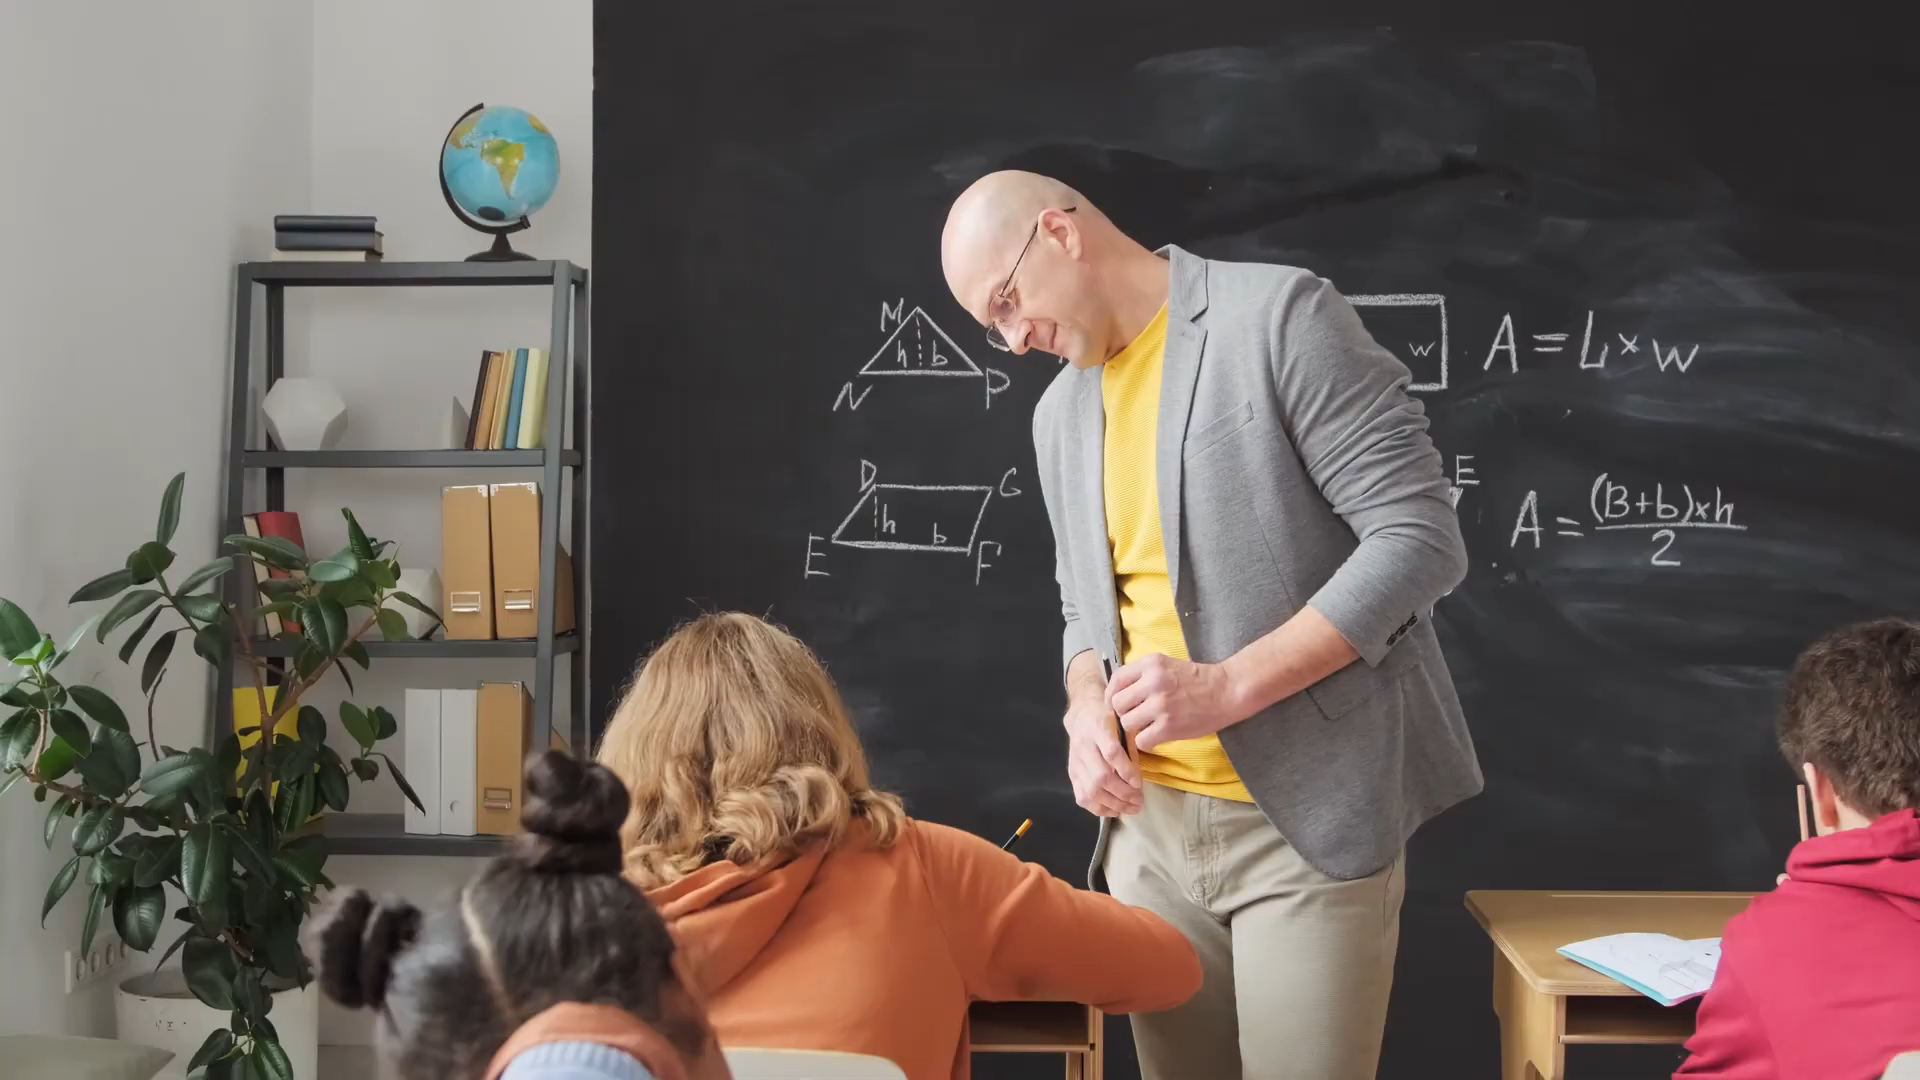 M
h b
N P
w
A = L × w
D G
h b
E F
E
A = (B+b)×h
2